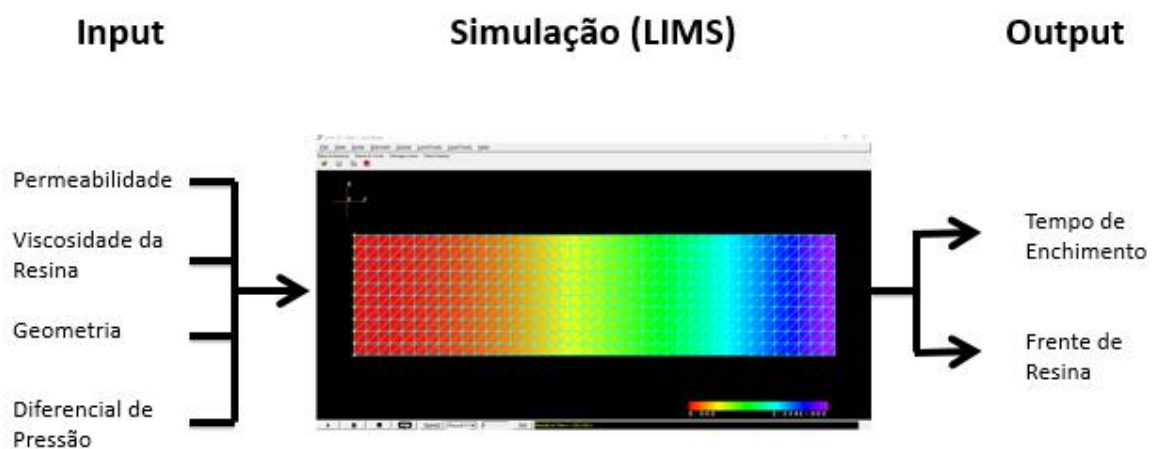 Input
Simulação (LIMS)
Output
Permeabilidade
Viscosidade da
Resina
Geometria
Diferencial de
Pressão
Tempo de
Enchimento
Frente de
Resina